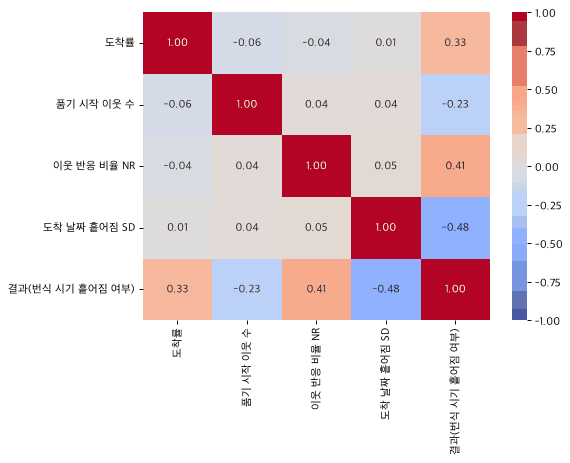 도착률 1.00 -0.06 -0.04 0.01 0.33
품기 시작 이웃 수 -0.06 1.00 0.04 0.04 -0.23
이웃 반응 비율 NR -0.04 0.04 1.00 0.05 0.41
도착 날짜 흩어짐 SD 0.01 0.04 0.05 1.00 -0.48
결과(번식 시기 흩어짐 여부) 0.33 -0.23 0.41 -0.48 1.00
도착률
품기 시작 이웃 수
이웃 반응 비율 NR
도착 날짜 흩어짐 SD
결과(번식 시기 흩어짐 여부)
1.00
0.75
0.50
0.25
0.00
-0.25
-0.50
-0.75
-1.00